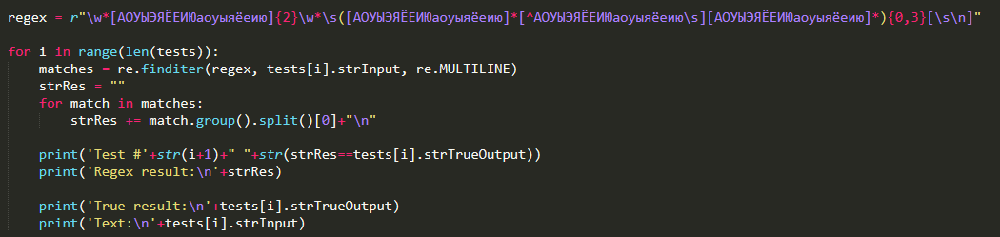 regex = r"\w*[АОУЫЭЯЁЕИЮаоуыяёеию]{2}\w*\s([АОУЫЭЯЁЕИЮаоуыяёеию]*[^АОУЫЭЯЁЕИЮаоуыяёеию\s][АОУЫЭЯЁЕИЮаоуыяёеию]*){0,3}[\s\n]"
for i in range(len(tests)):
matches = re.finditer(regex, tests[i].strInput, re.MULTILINE)
strRes = ""
for match in matches:
strRes += match.group().split()[0]+"\n"
print('Test #'+str(i+1)+" "+str(strRes==tests[i].strTrueOutput))
print('Regex result:\n'+strRes)
print('True result:\n'+tests[i].strTrueOutput)
print('Text:\n'+tests[i].strInput)